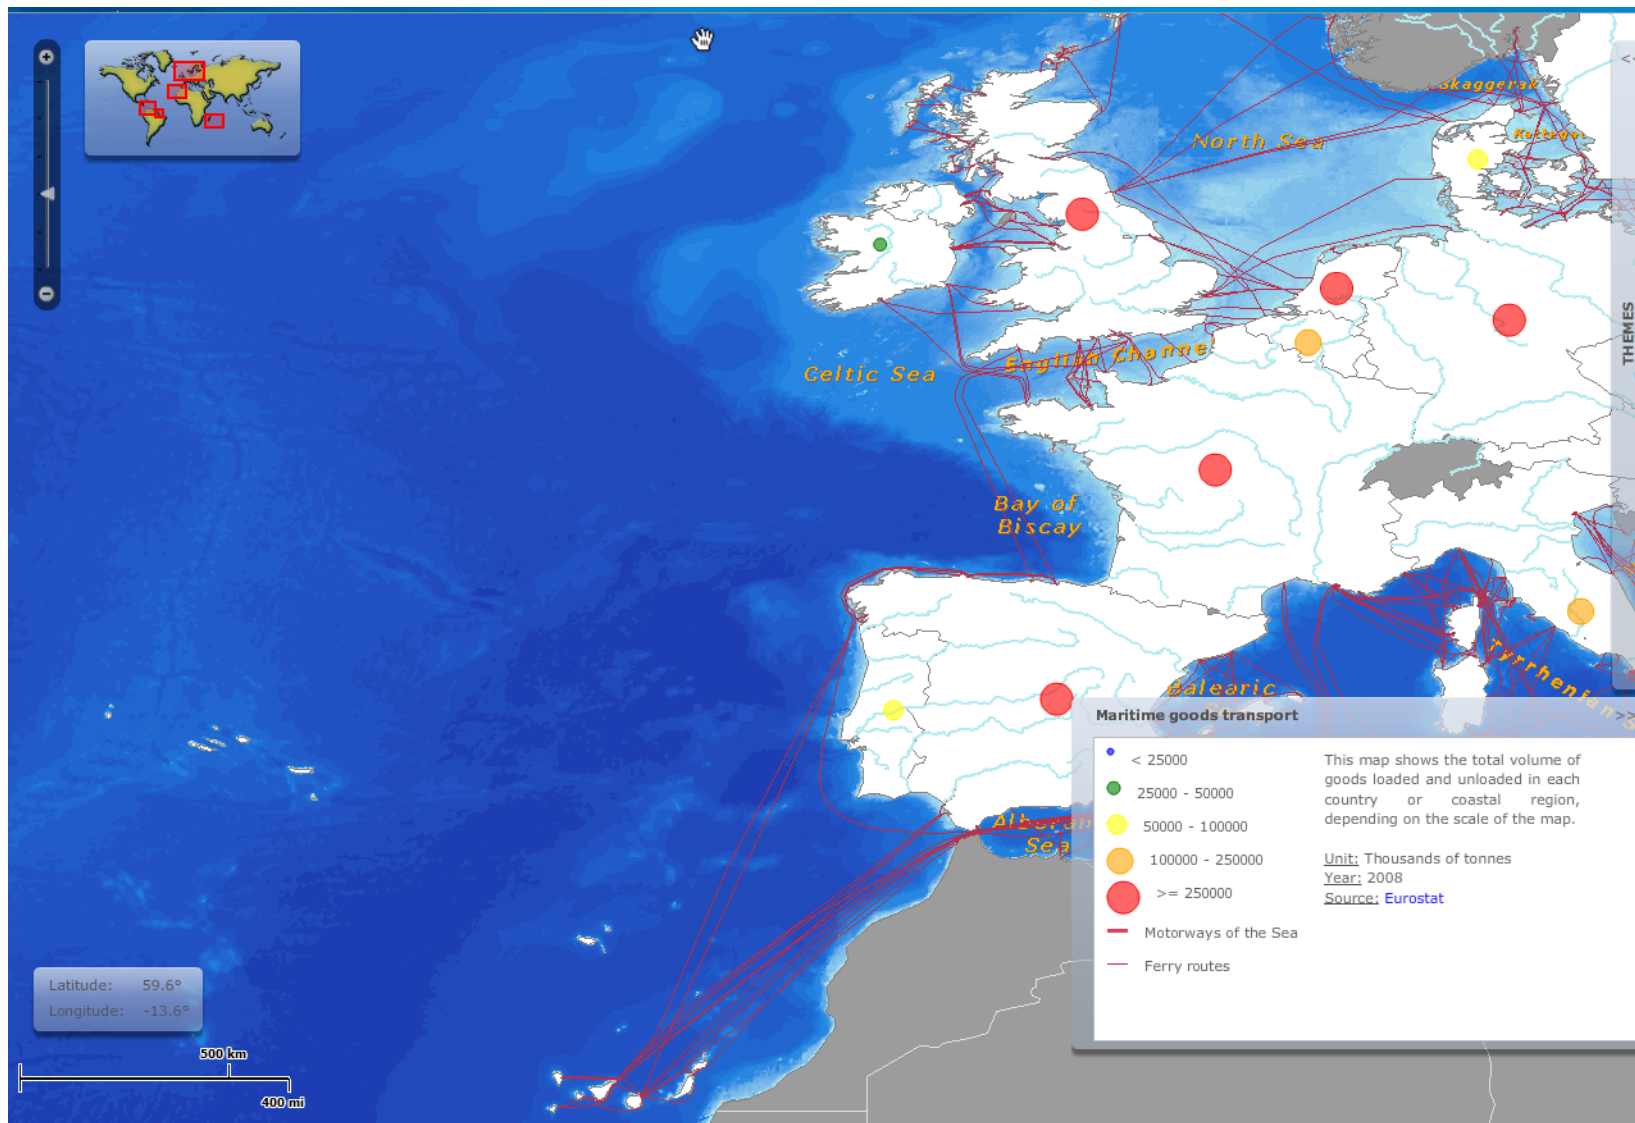 Skaggerak
North Sea
Kattegat
THEMES
English Channel
Celtic Sea
Bay of
Biscay
Tyrrhenian
Balearic
Maritime goods transport
>>
< 25000
25000 - 50000
50000 - 100000
100000 - 250000
>= 250000
Motorways of the Sea
Ferry routes
This map shows the total volume of
goods loaded and unloaded in each
country or coastal region,
depending on the scale of the map.
Unit: Thousands of tonnes
Year: 2008
Source: Eurostat
Alboran
Sea
Latitude: 59.6°
Longitude: -13.6°
500 km
400 mi